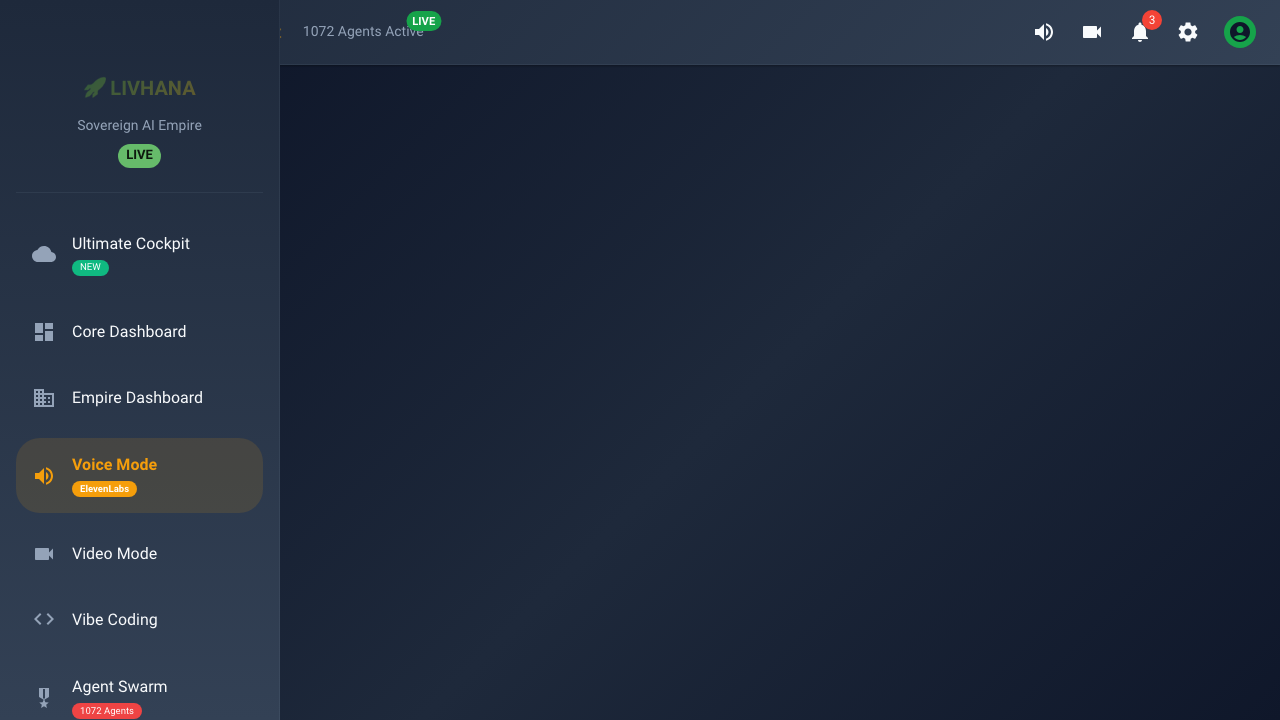 1072 Agents Active
LIVE
3
LIVHANA
Sovereign AI Empire
LIVE
Ultimate Cockpit
NEW
Core Dashboard
Empire Dashboard
Voice Mode
ElevenLabs
Video Mode
Vibe Coding
Agent Swarm
1072 Agents